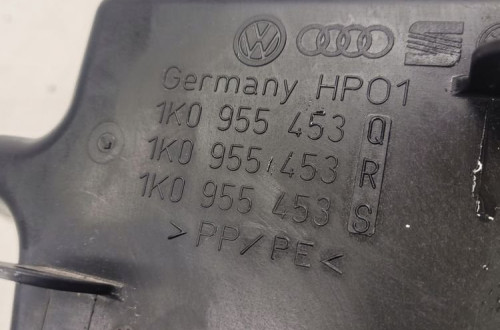 Germany HPO1
1K0 955 453 Q
1K0 955 453 R
1K0 955 453 S
> PP/PE <